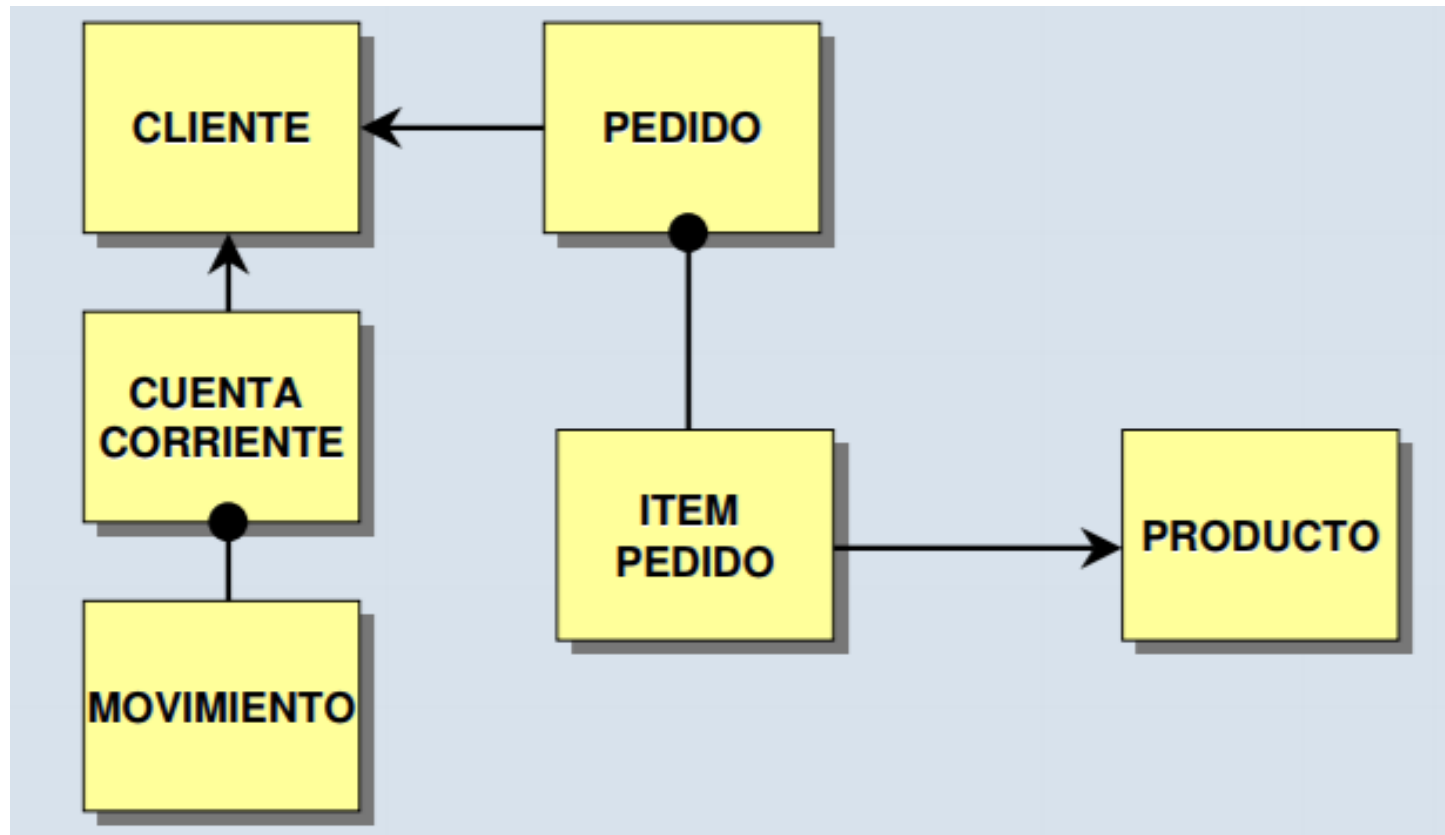 CLIENTE
PEDIDO
CUENTA
CORRIENTE
ITEM
PEDIDO
PRODUCTO
MOVIMIENTO